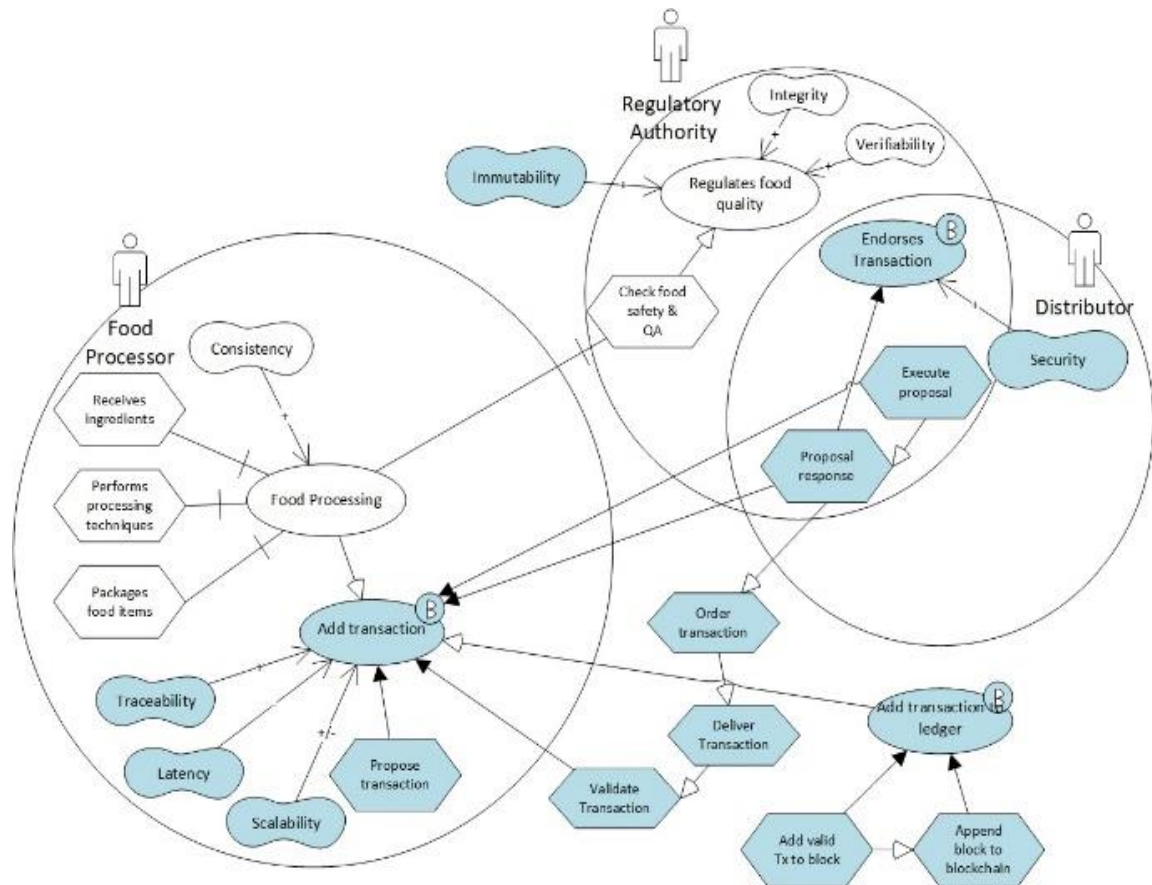 Regulatory
Authority
Integrity
Verifiability
Immutability
Regulates food
quality
Endorses
Transaction
B
Distributor
Food
Processor
Check food
safety &
QA
Consistency
Security
Execute
proposal
Receives
ingredients
Proposal
response
Performs
processing
techniques
Food Processing
Packages
food items
Add transaction
B
Order
transaction
Traceability
Add transaction to
ledger
B
Deliver
Transaction
Latency
Propose
transaction
Validate
Transaction
Scalability
Add valid
Tx to block
Append
block to
blockchain
+
+
+
+
+
+
+/-